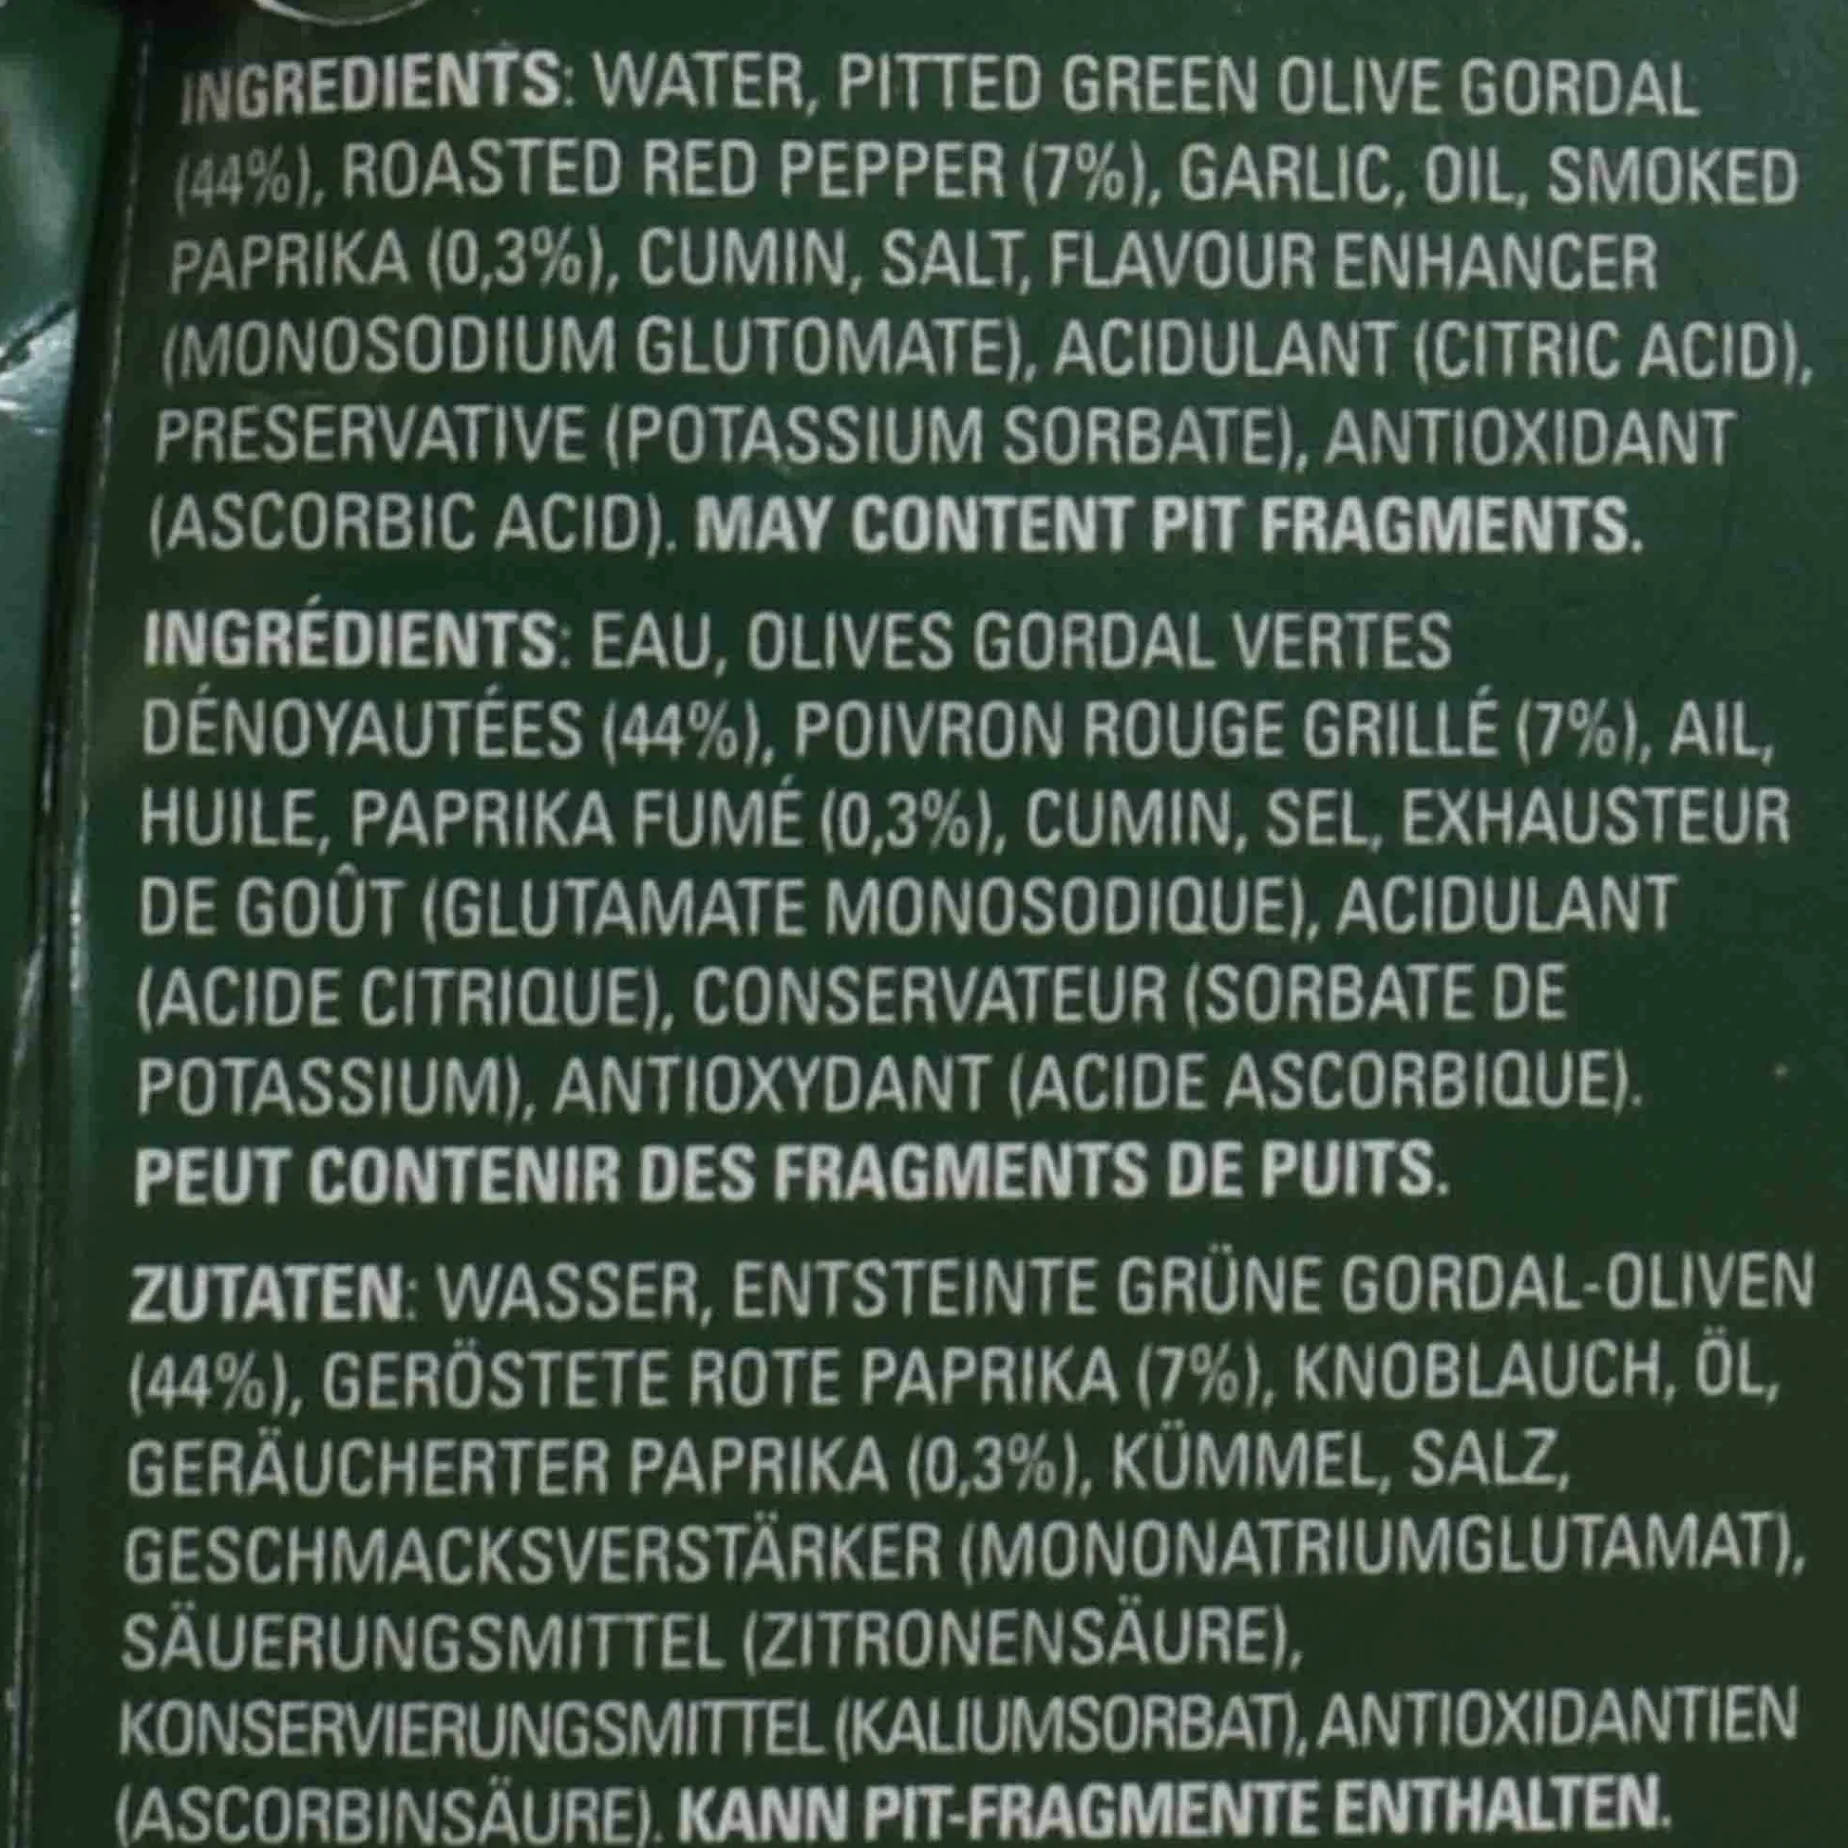 INGREDIENTS: WATER, PITTED GREEN OLIVE GORDAL
(44%), ROASTED RED PEPPER (7%), GARLIC, OIL, SMOKED
PAPRIKA (0,3%), CUMIN, SALT, FLAVOUR ENHANCER
(MONOSODIUM GLUTOMATE), ACIDULANT (CITRIC ACID),
PRESERVATIVE (POTASSIUM SORBATE), ANTIOXIDANT
(ASCORBIC ACID). MAY CONTENT PIT FRAGMENTS.
INGRÉDIENTS: EAU, OLIVES GORDAL VERTES
DÉNOYAUTÉES (44%), POIVRON ROUGE GRILLÉ (7%), AIL,
HUILE, PAPRIKA FUMÉ (0,3%), CUMIN, SEL, EXHAUSTEUR
DE GOÛT (GLUTAMATE MONOSODIQUE), ACIDULANT
(ACIDE CITRIQUE), CONSERVATEUR (SORBATE DE
POTASSIUM), ANTIOXYDANT (ACIDE ASCORBIQUE).
PEUT CONTENIR DES FRAGMENTS DE PUITS.
ZUTATEN: WASSER, ENTSTEINTE GRÜNE GORDAL-OLIVEN
(44%), GERÖSTETE ROTE PAPRIKA (7%), KNOBLAUCH, ÖL,
GERÄUCHERTER PAPRIKA (0,3%), KÜMMEL, SALZ,
GESCHMACKSVERSTÄRKER (MONONATRIUMGLUTAMAT),
SÄUERUNGSMITTEL (ZITRONENSÄURE),
KONSERVIERUNGSMITTEL (KALIUMSORBAT), ANTIOXIDANTIEN
(ASCORBINSÄURE). KANN PIT-FRAGMENTE ENTHALTEN.